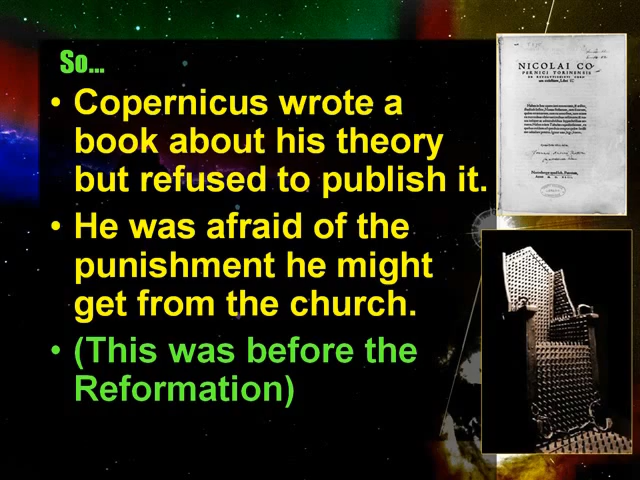 So...
• Copernicus wrote a
book about his theory
but refused to publish it.
• He was afraid of the
punishment he might
get from the church.
• (This was before the
Reformation)
NICOLAI CO
PERNICI TORINENSIS